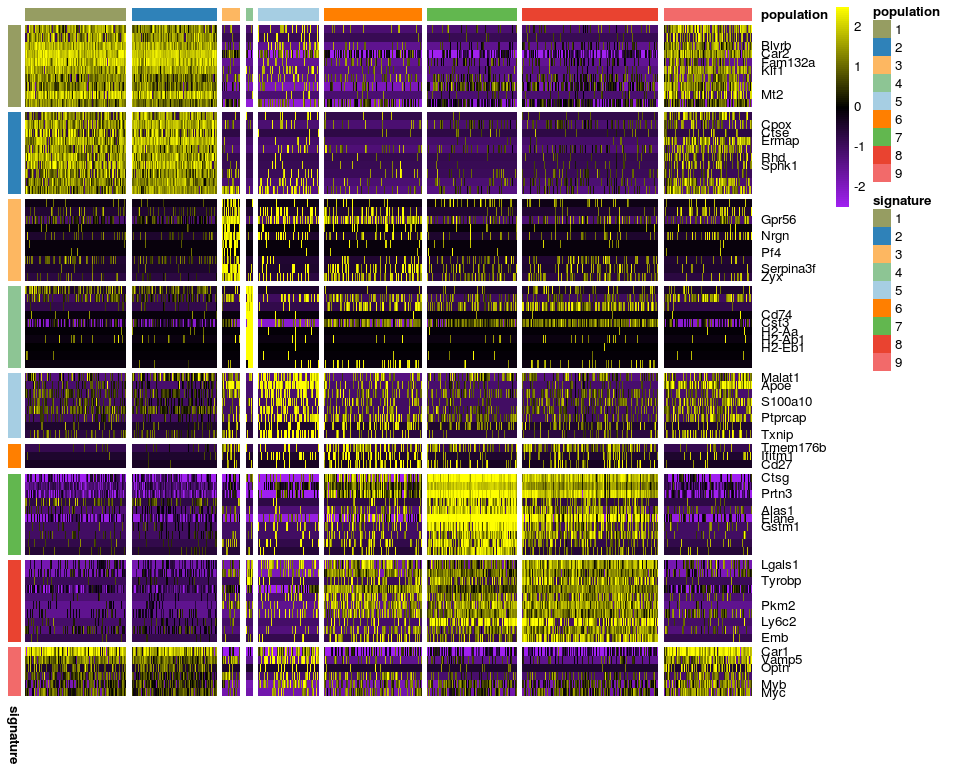 population
Blvrb
Car2
Fam132a
Klf1
Mt2
Cpox
Ctse
Ermap
Rhd
Sphk1
Gpr56
Nrgn
Pf4
Serpina3f
Zyx
Cd74
Cst3
H2-Aa
H2-Ab1
H2-Eb1
Malat1
Apoe
S100a10
Ptprcap
Txnip
Tmem176b
Ifitm1
Cd27
Ctsg
Prtn3
Alas1
Elane
Gstm1
Lgals1
Tyrobp
Pkm2
Ly6c2
Emb
Car1
Vamp5
Optn
Myb
Myc
signature
2
1
0
-1
-2
population
1
2
3
4
5
6
7
8
9
signature
1
2
3
4
5
6
7
8
9